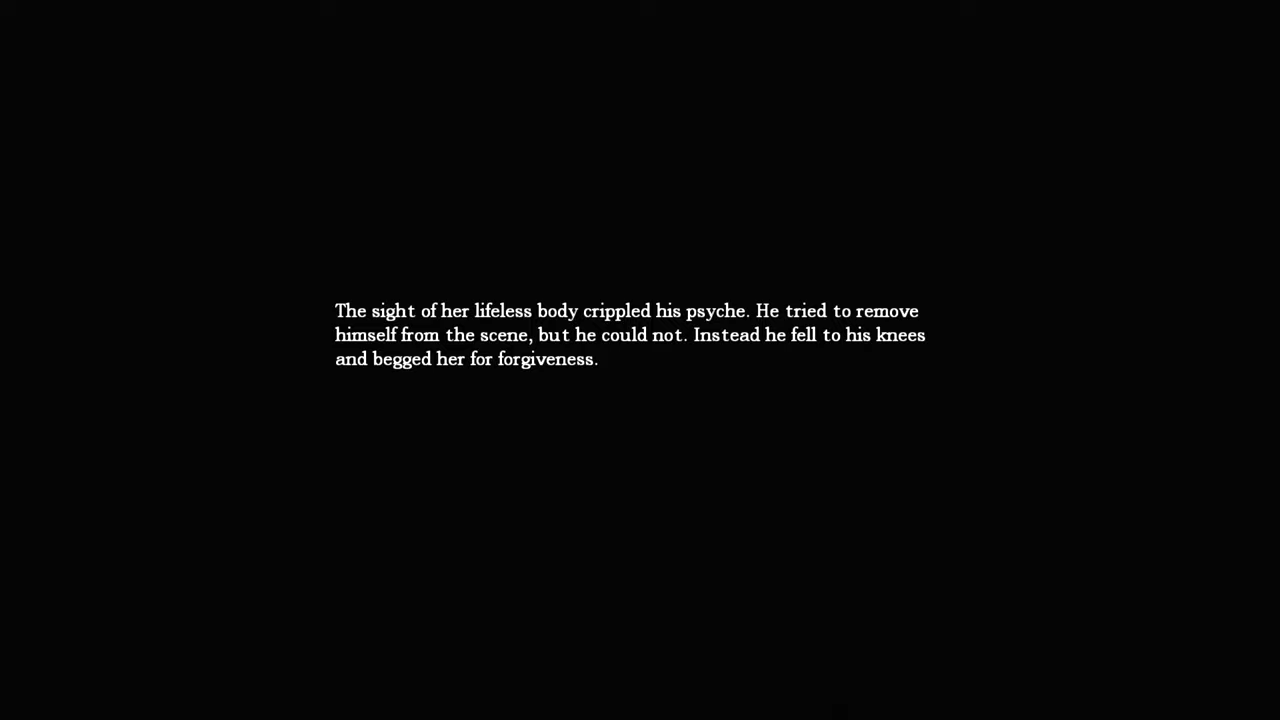 The sight of her lifeless body crippled his psyche. He tried to remove
himself from the scene, but he could not. Instead he fell to his knees
and begged her for forgiveness.